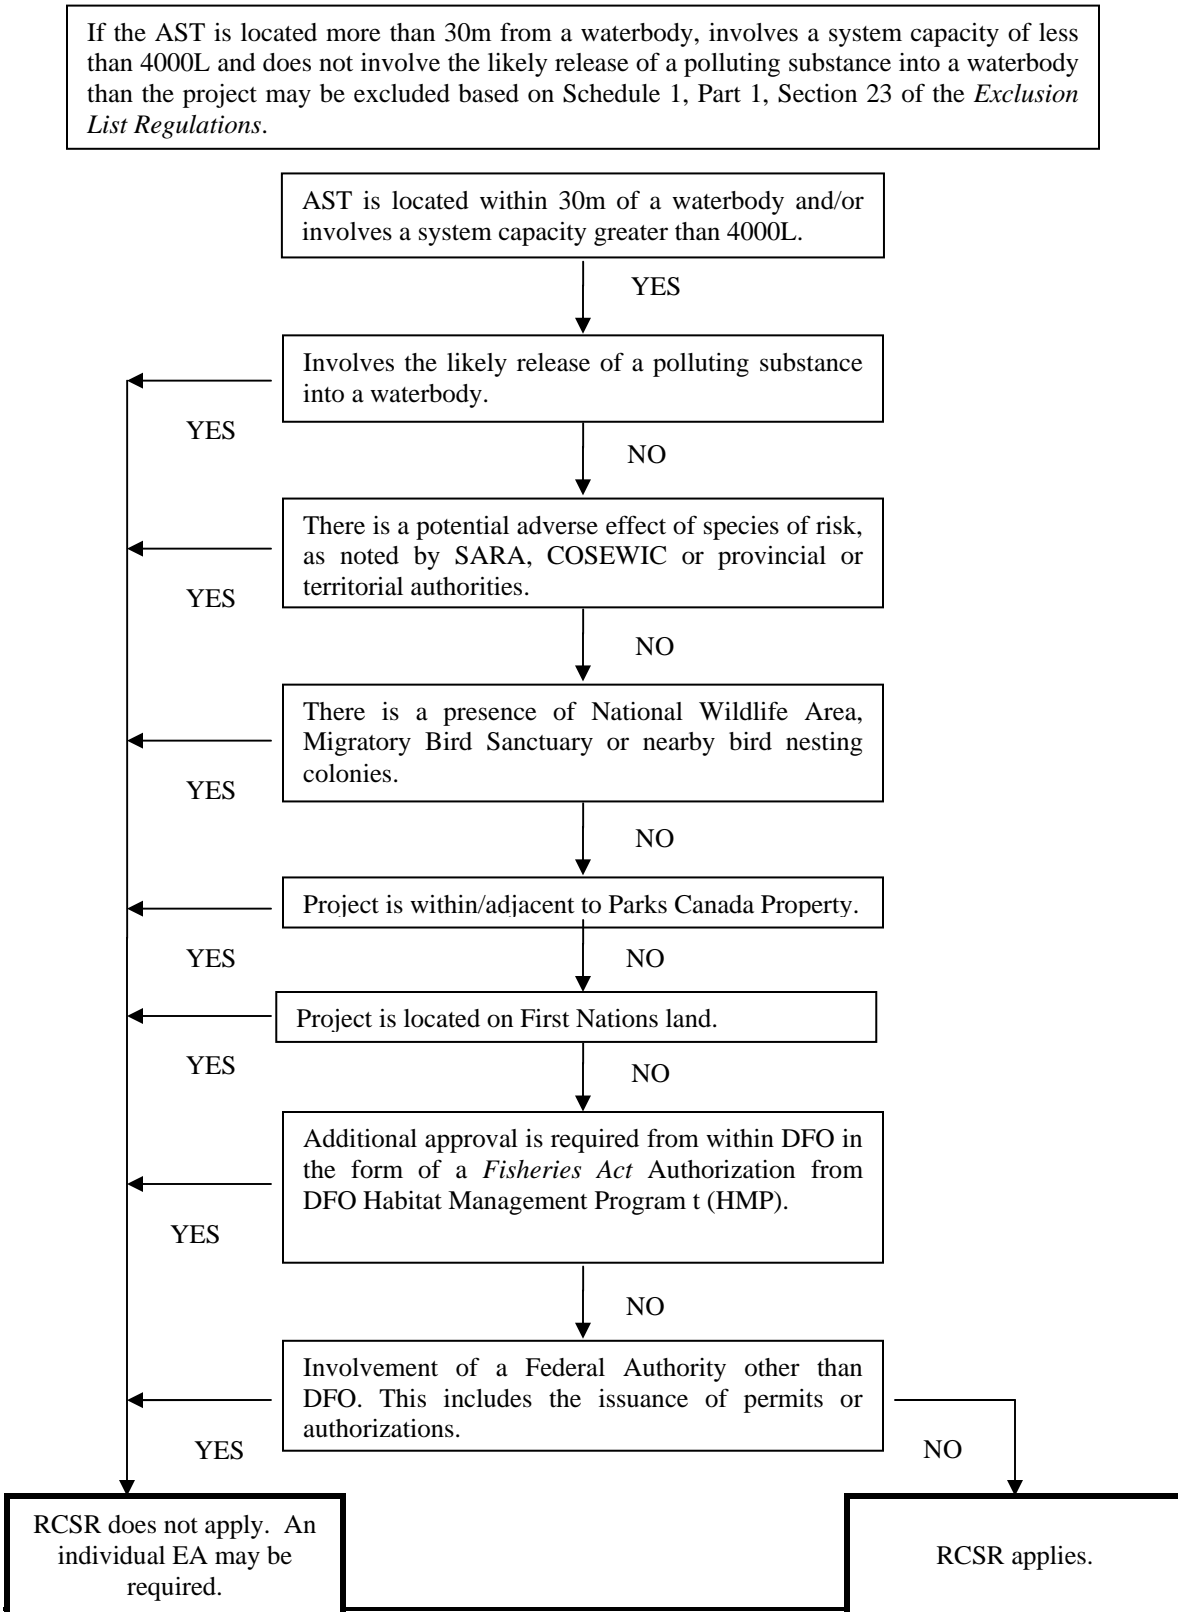 If the AST is located more than 30m from a waterbody, involves a system capacity of less
than 4000L and does not involve the likely release of a polluting substance into a waterbody
than the project may be excluded based on Schedule 1, Part 1, Section 23 of the Exclusion
List Regulations.
AST is located within 30m of a waterbody and/or
involves a system capacity greater than 4000L.
YES
Involves the likely release of a polluting substance
into a waterbody.
YES
NO
There is a potential adverse effect of species of risk,
as noted by SARA, COSEWIC or provincial or
territorial authorities.
YES
NO
There is a presence of National Wildlife Area,
Migratory Bird Sanctuary or nearby bird nesting
colonies.
YES
NO
Project is within/adjacent to Parks Canada Property.
YES
NO
Project is located on First Nations land.
YES
NO
Additional approval is required from within DFO in
the form of a Fisheries Act Authorization from
DFO Habitat Management Program t (HMP).
YES
NO
Involvement of a Federal Authority other than
DFO. This includes the issuance of permits or
authorizations.
YES
NO
RCSR does not apply. An
individual EA may be
required.
RCSR applies.